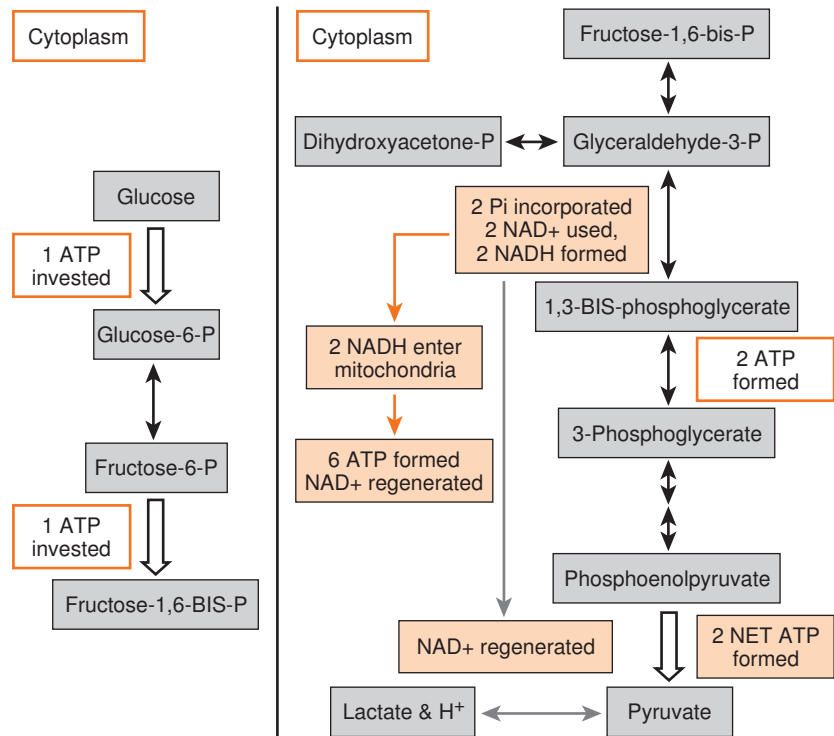 Cytoplasm
Glucose
1 ATP
invested
Glucose-6-P
Fructose-6-P
1 ATP
invested
Fructose-1,6-BIS-P
Cytoplasm
Fructose-1,6-bis-P
Dihydroxyacetone-P
Glyceraldehyde-3-P
2 Pi incorporated
2 NAD+ used,
2 NADH formed
1,3-BIS-phosphoglycerate
2 NADH enter
mitochondria
2 ATP
formed
3-Phosphoglycerate
6 ATP formed
NAD+ regenerated
Phosphoenolpyruvate
NAD+ regenerated
2 NET ATP
formed
Lactate & H⁺
Pyruvate